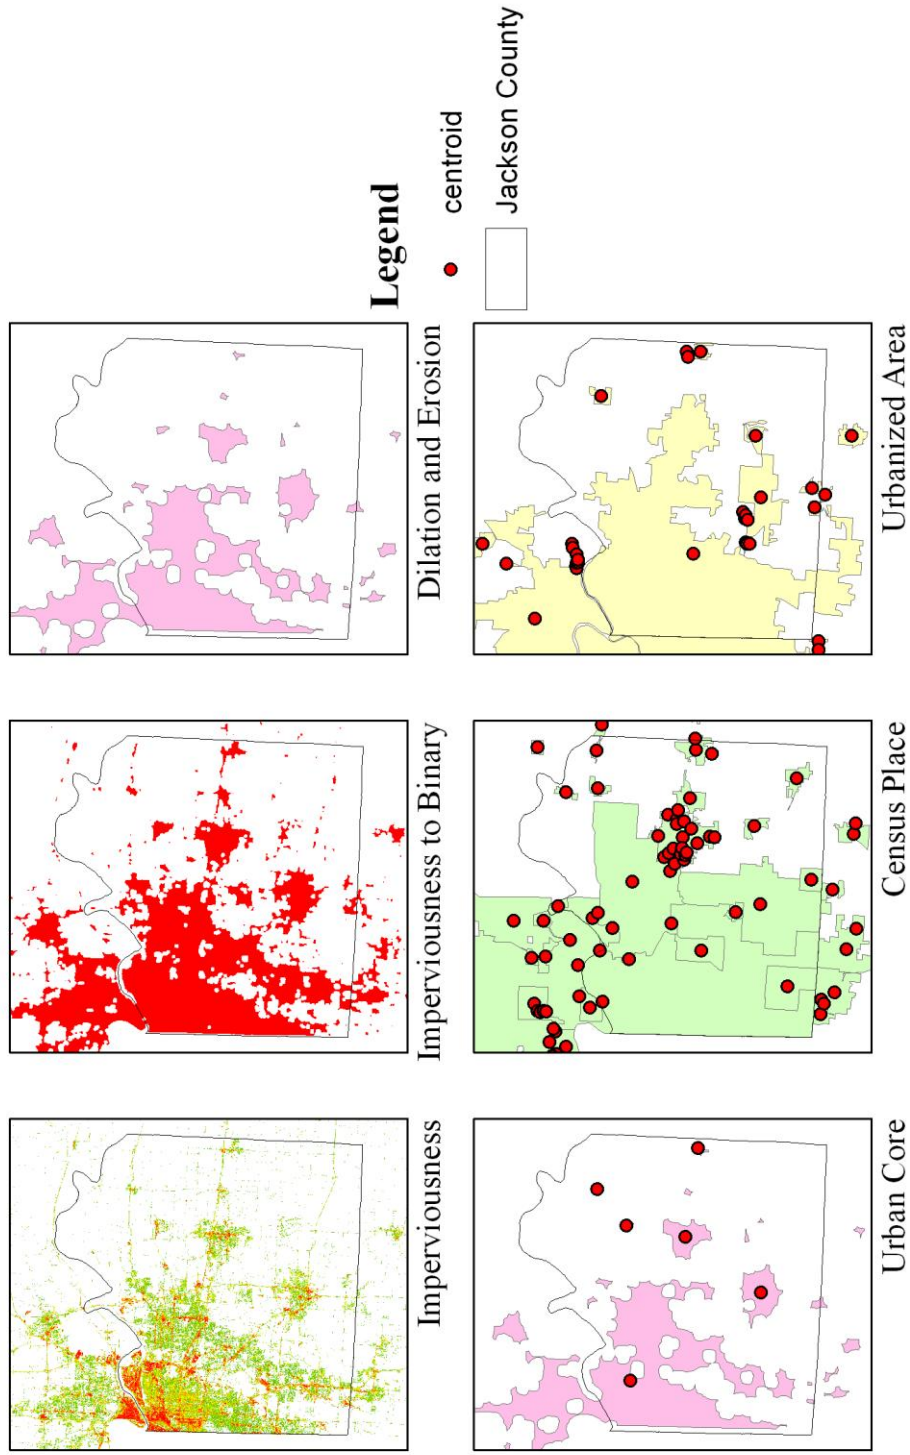 Imperviousness
Imperviousness to Binary
Dilation and Erosion
Urban Core
Census Place
Urbanized Area
Legend
centroid
Jackson County